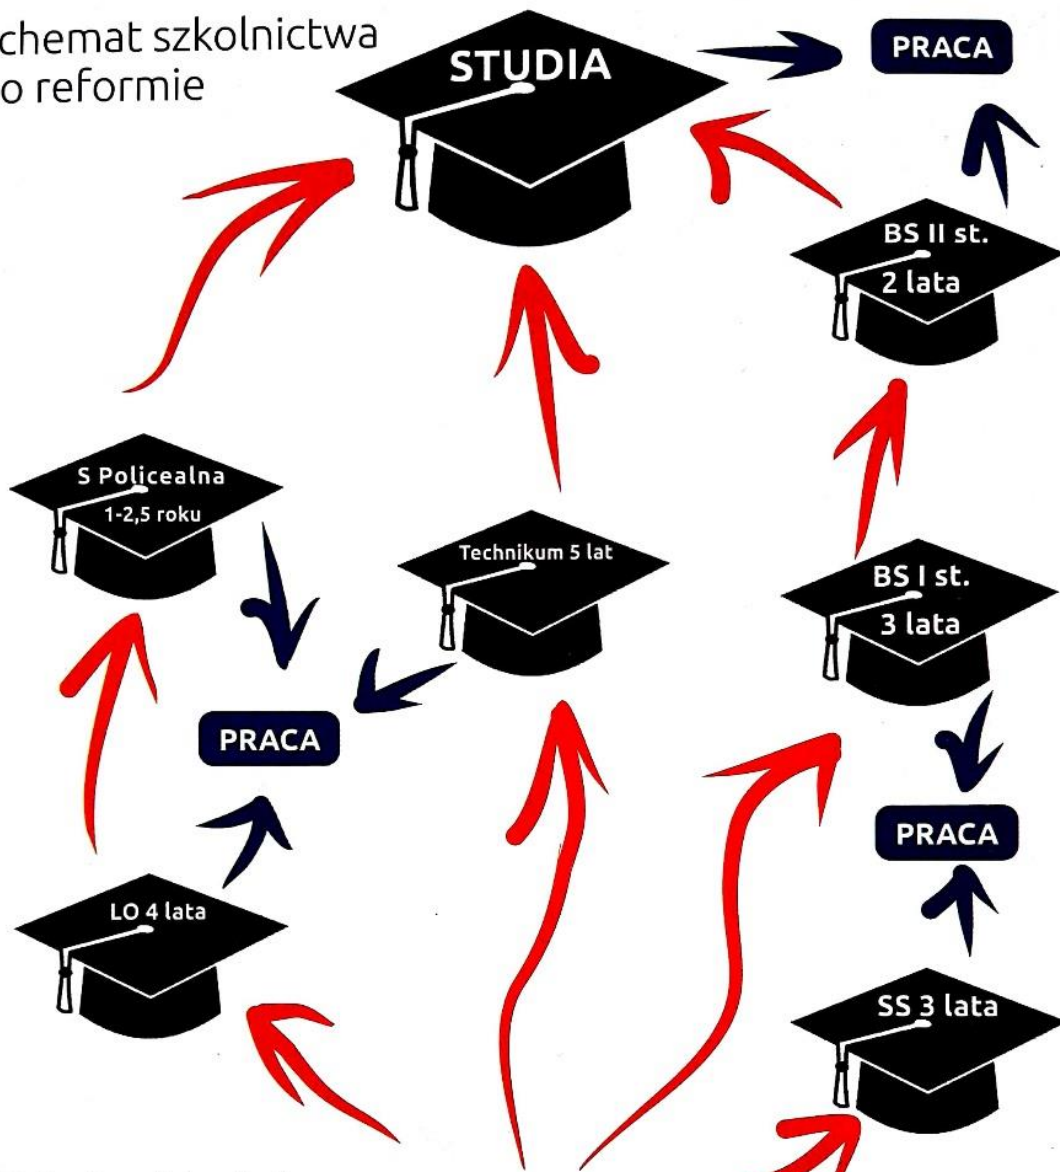 chemat szkolnictwa
o reformie
STUDIA
PRACA
BS II st.
2 lata
S Policealna
1-2,5 roku
Technikum 5 lat
BS I st.
3 lata
PRACA
PRACA
LO 4 lata
SS 3 lata